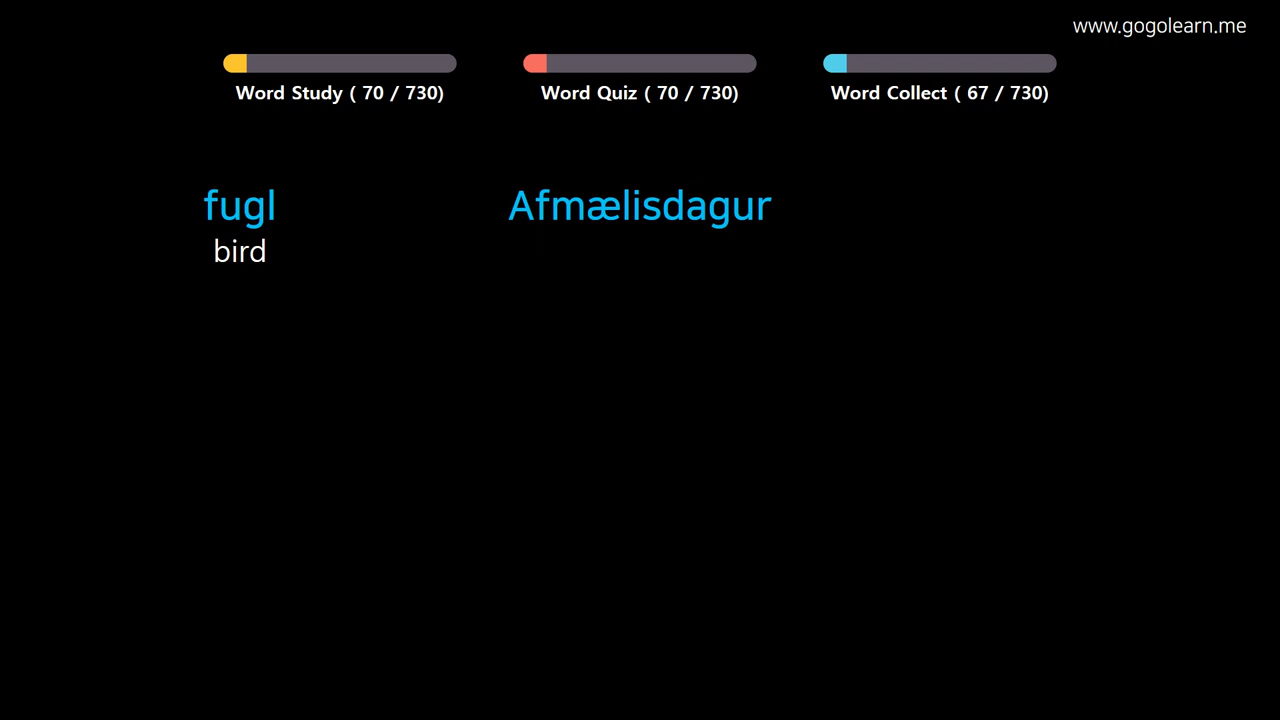 www.gogolearn.me
Word Study ( 70 / 730)
Word Quiz ( 70 / 730)
Word Collect ( 67 / 730)
fugl
bird
Afmælisdagur